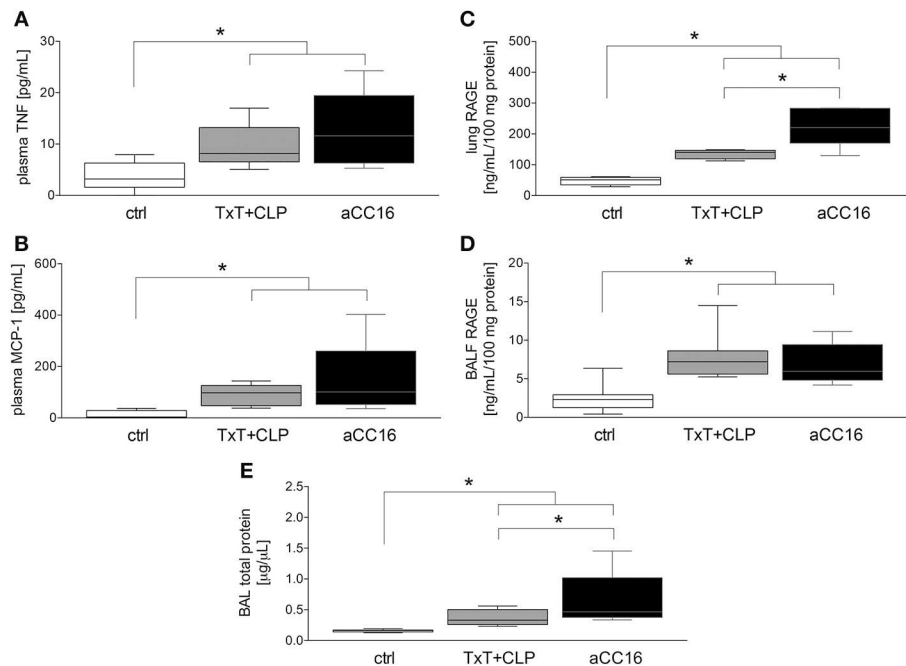 A
*
plasma TNF [pg/mL]
30
20
10
0
ctrl TxT+CLP aCC16
B
*
plasma MCP-1 [pg/mL]
600
400
200
0
ctrl TxT+CLP aCC16
C
*
*
lung RAGE
[ng/mL/100 mg protein]
500
400
300
200
100
0
ctrl TxT+CLP aCC16
D
*
BALF RAGE
[ng/mL/100 mg protein]
20
15
10
5
0
ctrl TxT+CLP aCC16
E
*
*
BAL total protein
[µg/µL]
2.5
2.0
1.5
1.0
0.5
0.0
ctrl TxT+CLP aCC16